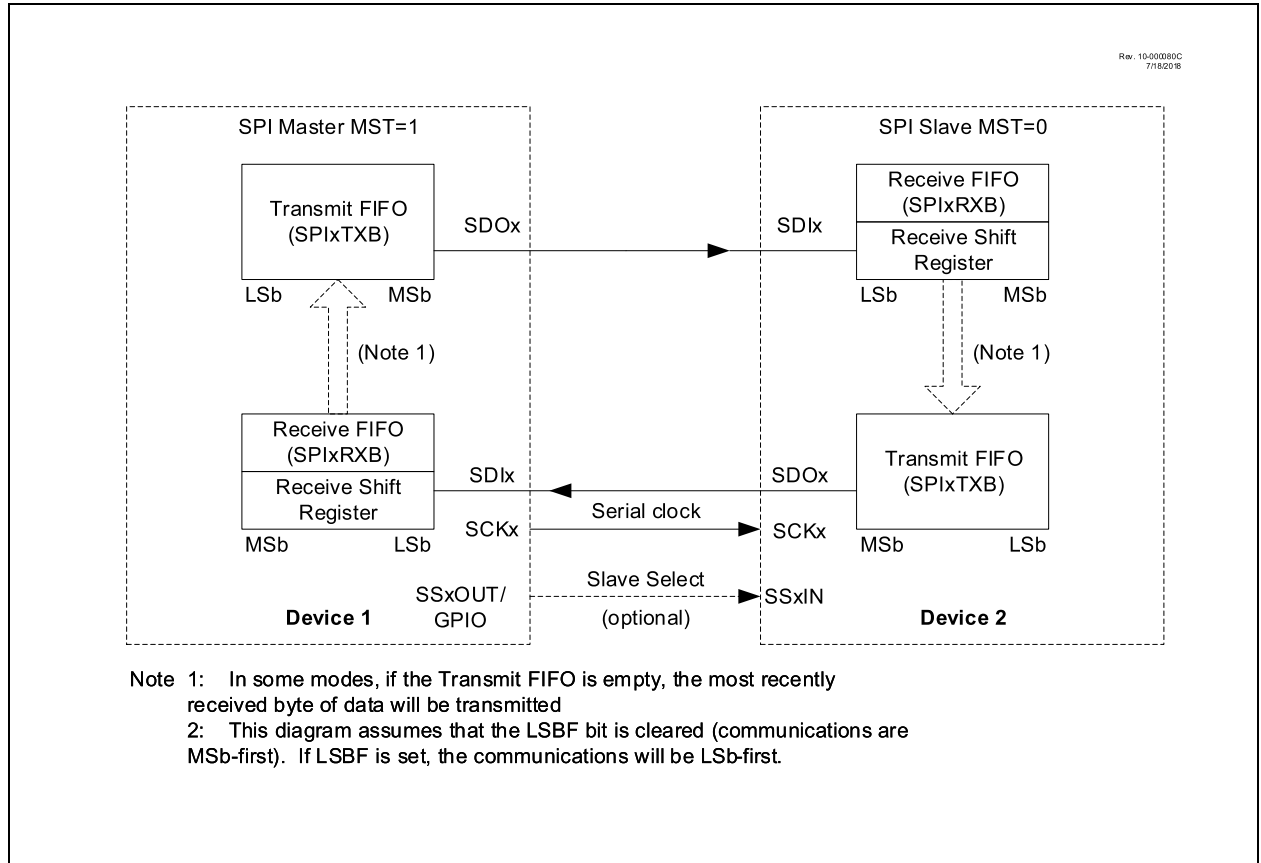 Rev. 10-000080C
7/18/2018
SPI Master MST=1
SPI Slave MST=0
Transmit FIFO
(SPIxTXB)
SDOx
SDIx
Receive FIFO
(SPIxRXB)
Receive Shift
Register
LSb
MSb
LSb
MSb
(Note 1)
(Note 1)
Receive FIFO
(SPIxRXB)
Receive Shift
Register
SDIx
SDOx
Transmit FIFO
(SPIxTXB)
Serial clock
SCKx
SCKx
MSb
LSb
MSb
LSb
Slave Select
(optional)
SSxOUT/
GPIO
SSxIN
Device 1
Device 2
Note 1: In some modes, if the Transmit FIFO is empty, the most recently
received byte of data will be transmitted
2: This diagram assumes that the LSBF bit is cleared (communications are
MSb-first). If LSBF is set, the communications will be LSb-first.